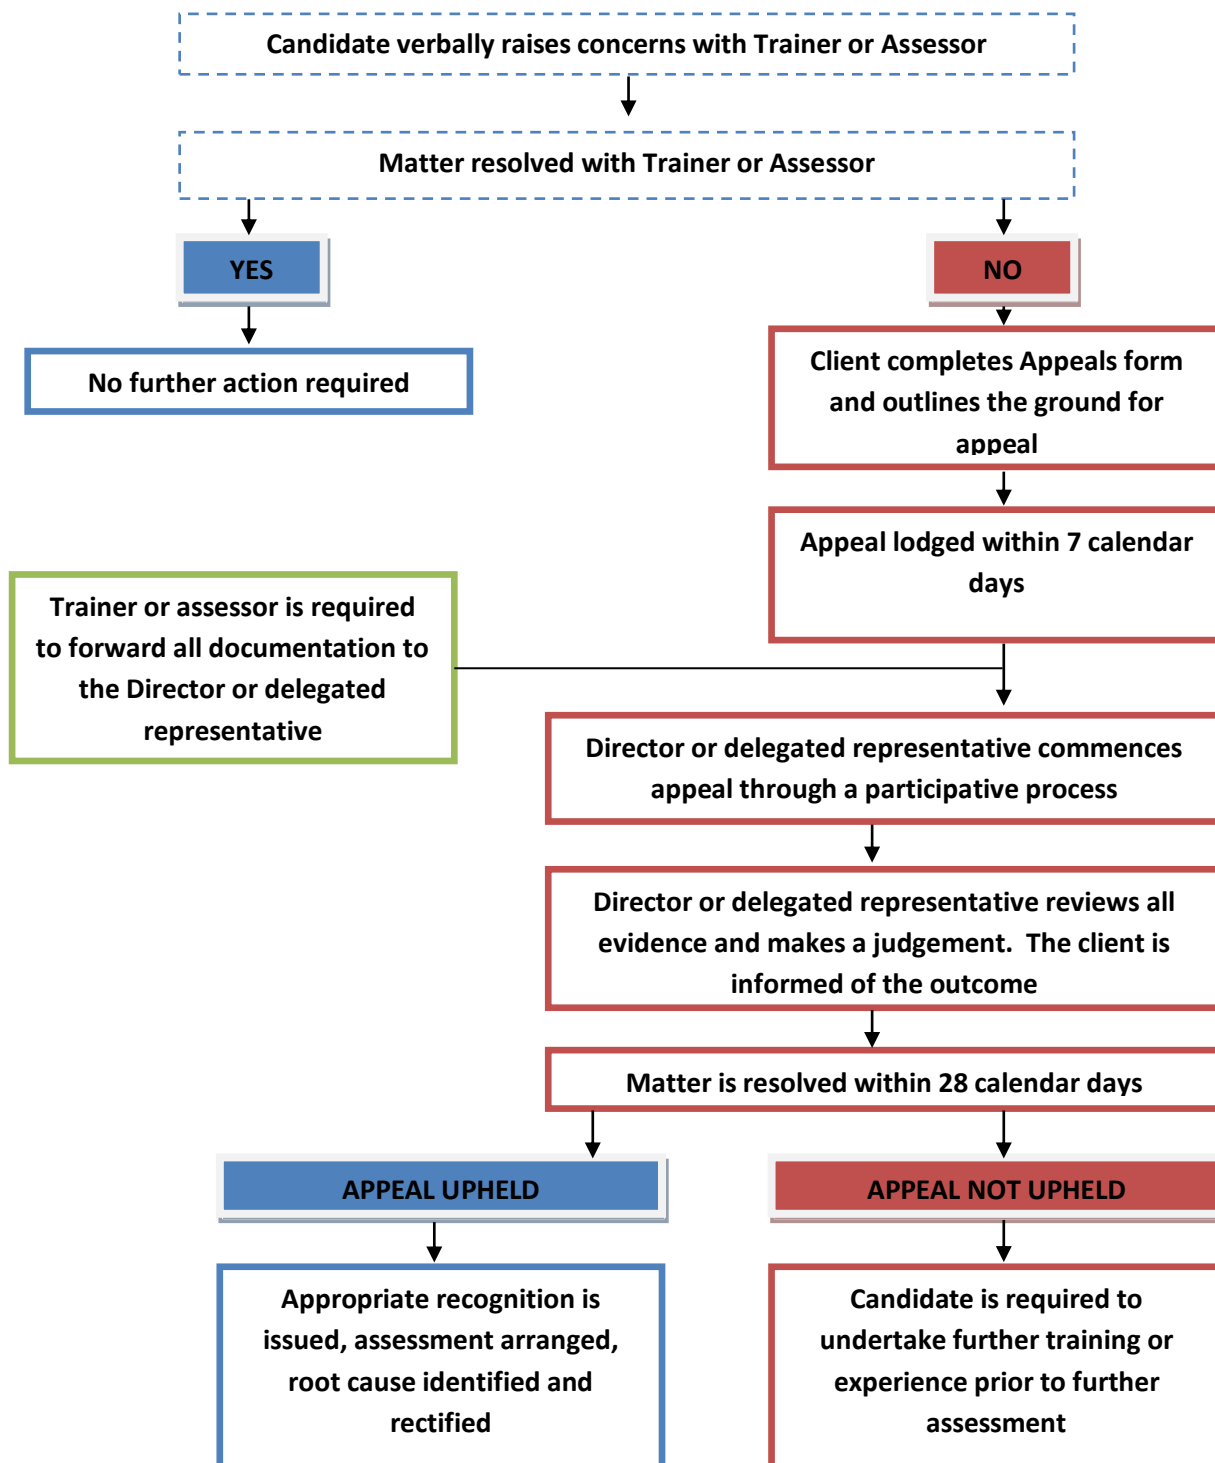 Candidate verbally raises concerns with Trainer or Assessor
Matter resolved with Trainer or Assessor
YES
NO
No further action required
Client completes Appeals form
and outlines the ground for
appeal
Appeal lodged within 7 calendar
days
Trainer or assessor is required
to forward all documentation to
the Director or delegated
representative
Director or delegated representative commences
appeal through a participative process
Director or delegated representative reviews all
evidence and makes a judgement.  The client is
informed of the outcome
Matter is resolved within 28 calendar days
APPEAL UPHELD
APPEAL NOT UPHELD
Appropriate recognition is
issued, assessment arranged,
root cause identified and
rectified
Candidate is required to
undertake further training or
experience prior to further
assessment